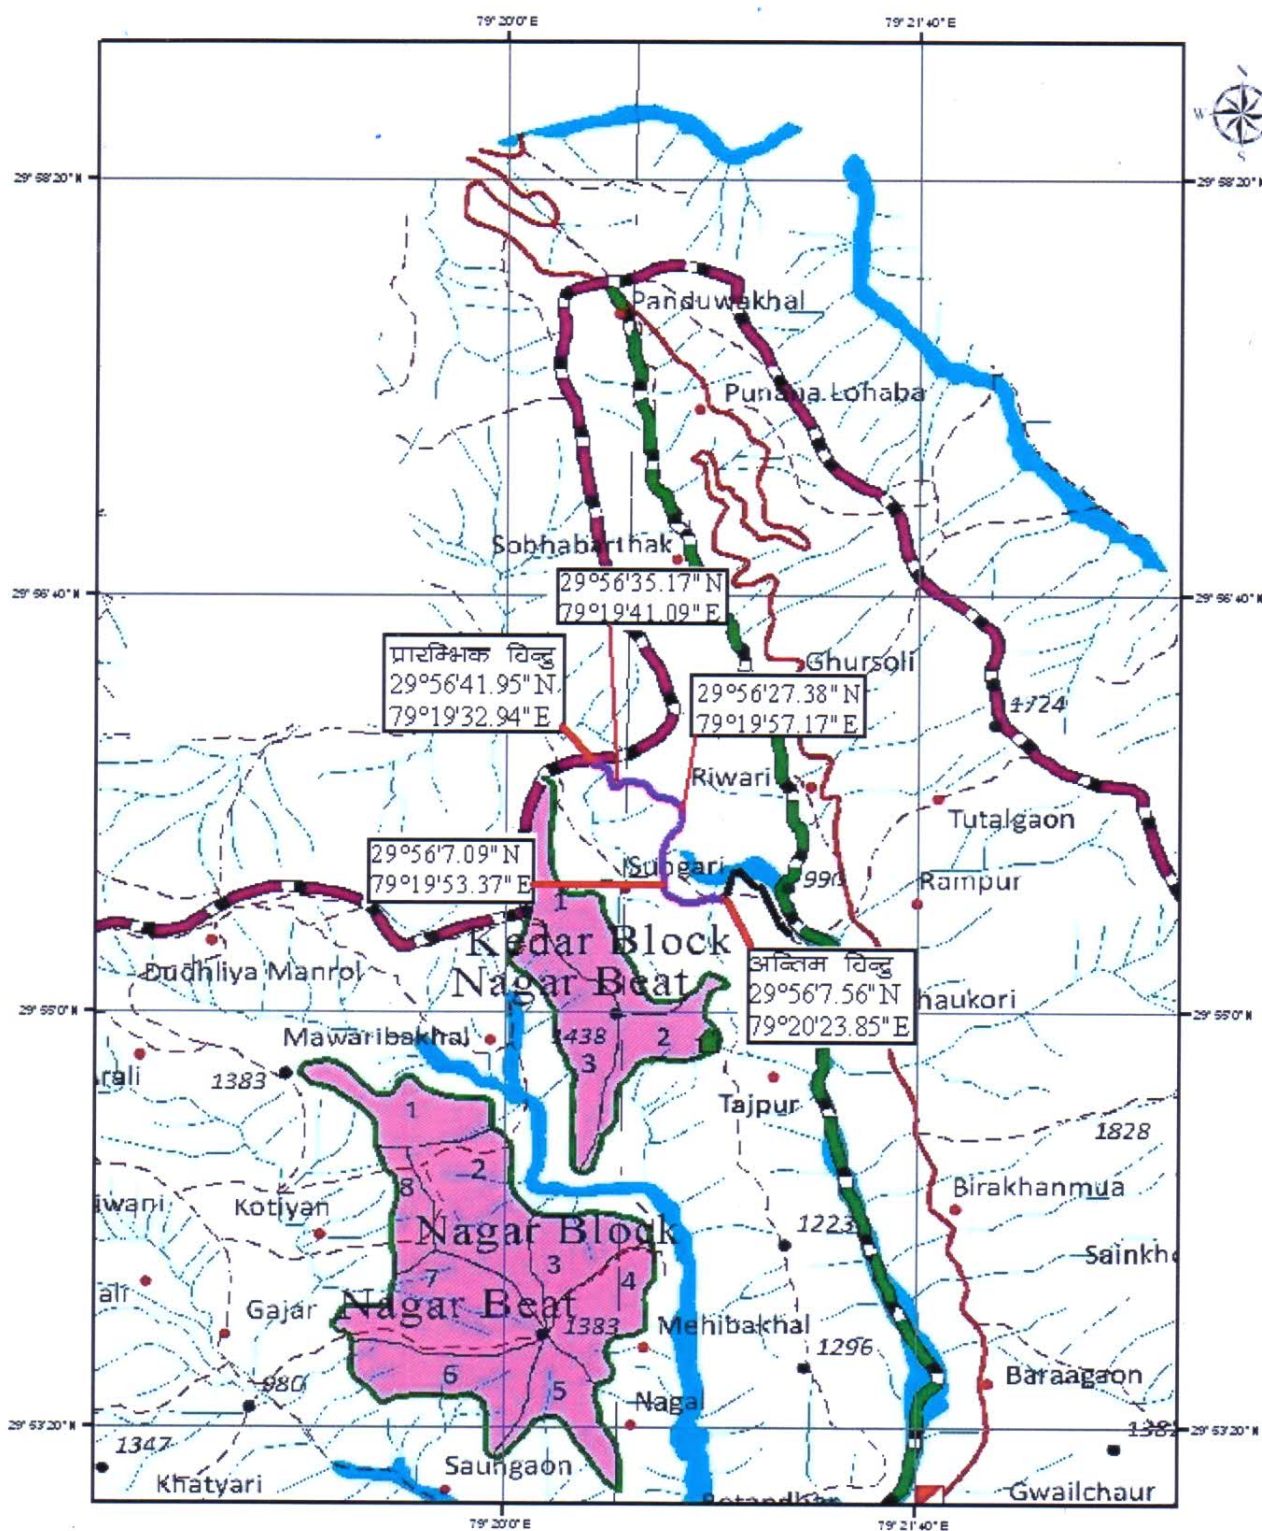 79°20'0"E
79°21'40"E
N
W
S
29°58'20"N
29°58'20"N
Panduwakhal
Punana Lohaba
Sobhabarthak
29°56'40"N
29°56'35.17"N
79°19'41.09"E
29°56'40"N
प्रारम्भिक विन्दु
29°56'41.95"N
79°19'32.94"E
Ghursoli
29°56'27.38"N
79°19'57.17"E
1724
Riwari
Tutalgaon
29°56'7.09"N
79°19'53.37"E
Subgari
990
Rampur
1
Kedar Block
Nagar Beat
Dudhliya Manrol
अन्तिम विन्दु
29°56'7.56"N
79°20'23.85"E
haukori
29°55'0"N
29°55'0"N
Mawaribakhal
1438
2
3
1383
Tajpur
1
1828
2
8
Kotiyan
Birakhanmua
1223
Nagar Block
3
7
4
Sainkh
ali
Gajar
Nagar Beat
1383
Mehibakhal
1296
980
6
5
Nagal
Baraagaon
29°53'20"N
29°53'20"N
1347
Khatyari
Saungaon
Gwailchaur
79°20'0"E
79°21'40"E